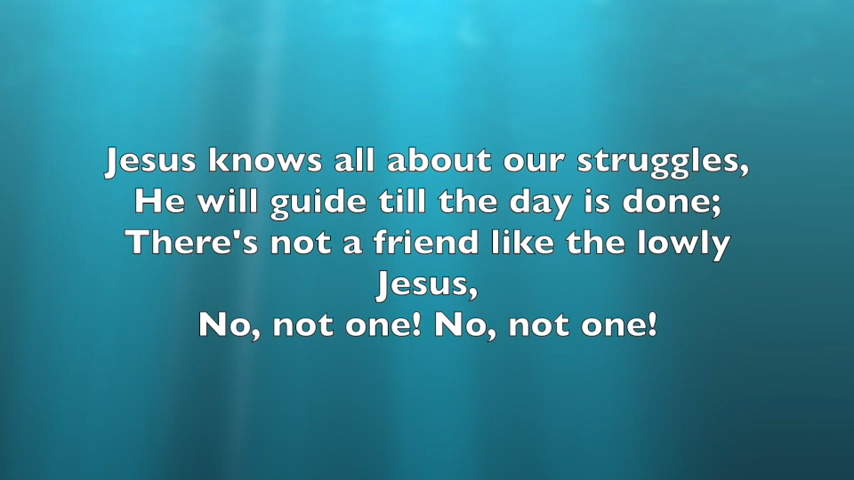 Jesus knows all about our struggles,
He will guide till the day is done;
There's not a friend like the lowly
Jesus,
No, not one! No, not one!